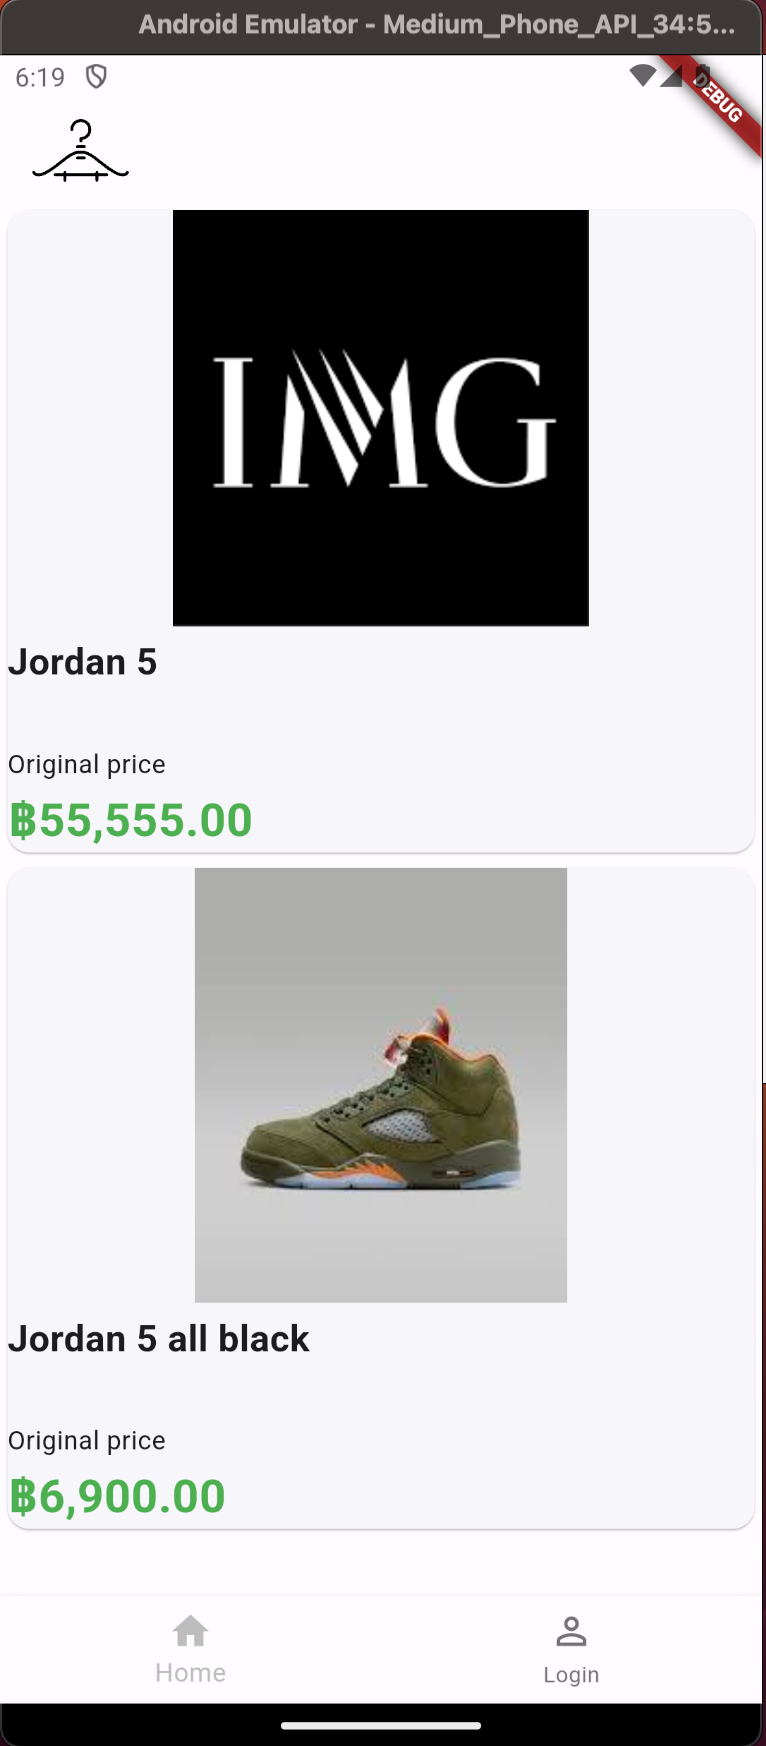 Android Emulator - Medium_Phone_API_34:5...
6:19
DEBUG
IMG
Jordan 5
Original price
฿55,555.00
Jordan 5 all black
Original price
฿6,900.00
Home
Login